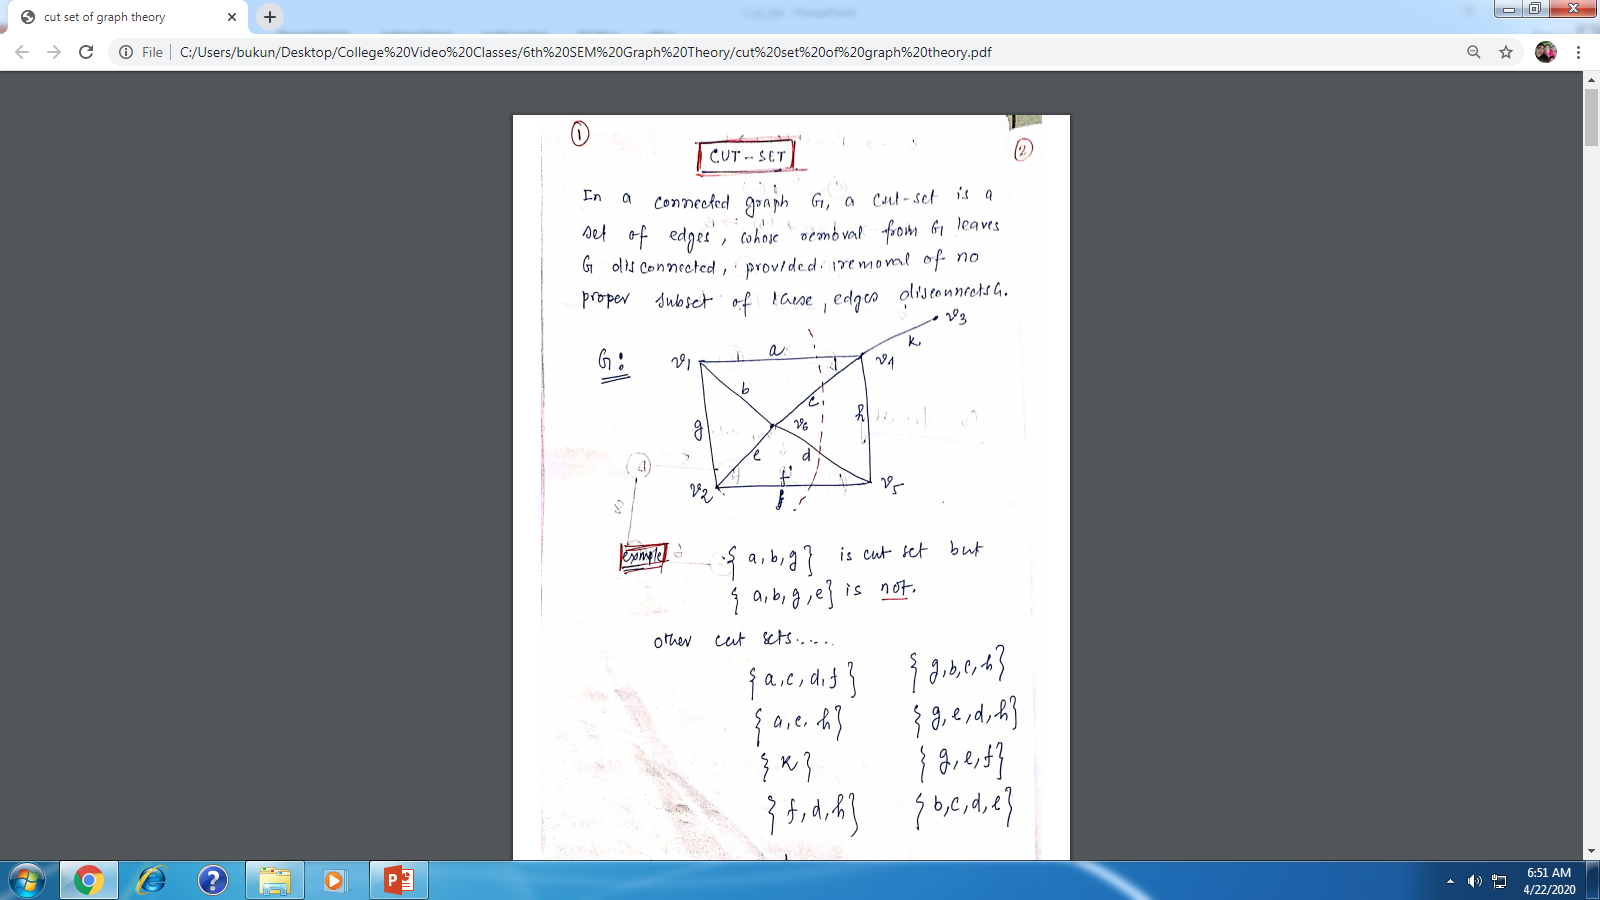 cut set of graph theory
File
C:/Users/bukun/Desktop/College%20Video%20Classes/6th%20SEM%20Graph%20Theory/cut%20set%20of%20graph%20theory.pdf
1
2
CUT-SET
In a connected graph G, a cut-set is a
set of edges, whose removal from G leaves
G disconnected, provided removal of no
proper subset of these, edges disconnects G.
G:
v3
k
v1
a
v4
b
c
h
g
v6
e
d
f
v2
f
v5
example
{a,b,g} is cut set but
{a,b,g,e} is not.
other cut sets.....
{a,c,d,f} {g,b,c,h}
{a,c,h} {g,e,d,h}
{k} {g,e,f}
{f,d,h} {b,c,d,e}
6:51 AM
4/22/2020